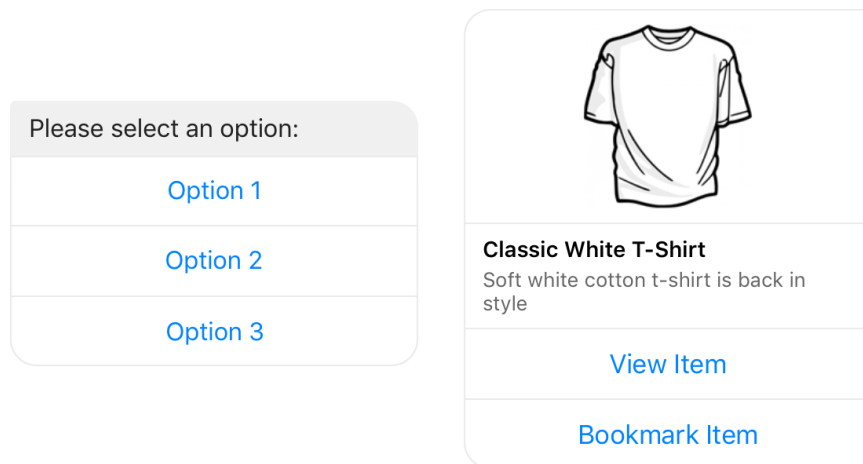 Please select an option:
Option 1
Option 2
Option 3
Classic White T-Shirt
Soft white cotton t-shirt is back in
style
View Item
Bookmark Item